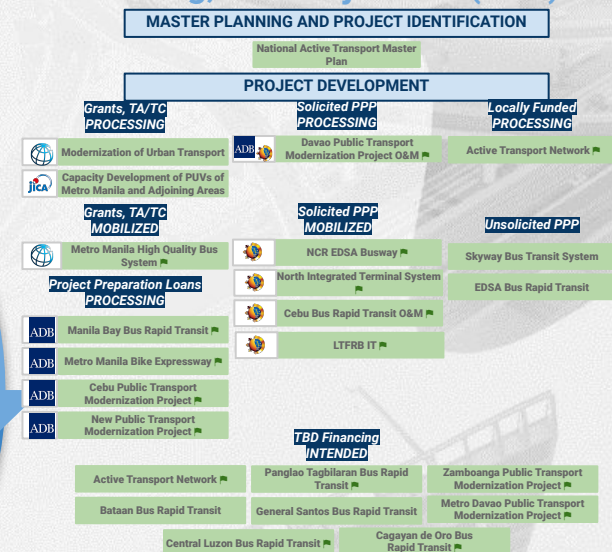 MASTER PLANNING AND PROJECT IDENTIFICATION
National Active Transport Master
Plan
PROJECT DEVELOPMENT
Grants, TA/TC
PROCESSING
Modernization of Urban Transport
jica
Capacity Development of PUVs of
Metro Manila and Adjoining Areas
Grants, TA/TC
MOBILIZED
Metro Manila High Quality Bus
System
Project Preparation Loans
PROCESSING
ADB
Manila Bay Bus Rapid Transit
ADB
Metro Manila Bike Expressway
ADB
Cebu Public Transport
Modernization Project
ADB
New Public Transport
Modernization Project
Solicited PPP
PROCESSING
ADB
Davao Public Transport
Modernization Project O&M
Solicited PPP
MOBILIZED
NCR EDSA Busway
North Integrated Terminal System
Cebu Bus Rapid Transit O&M
LTFRB IT
Locally Funded
PROCESSING
Active Transport Network
Unsolicited PPP
Skyway Bus Transit System
EDSA Bus Rapid Transit
TBD Financing
INTENDED
Active Transport Network
Panglao Tagbilaran Bus Rapid
Transit
Zamboanga Public Transport
Modernization Project
Bataan Bus Rapid Transit
General Santos Bus Rapid Transit
Metro Davao Public Transport
Modernization Project
Central Luzon Bus Rapid Transit
Cagayan de Oro Bus
Rapid Transit